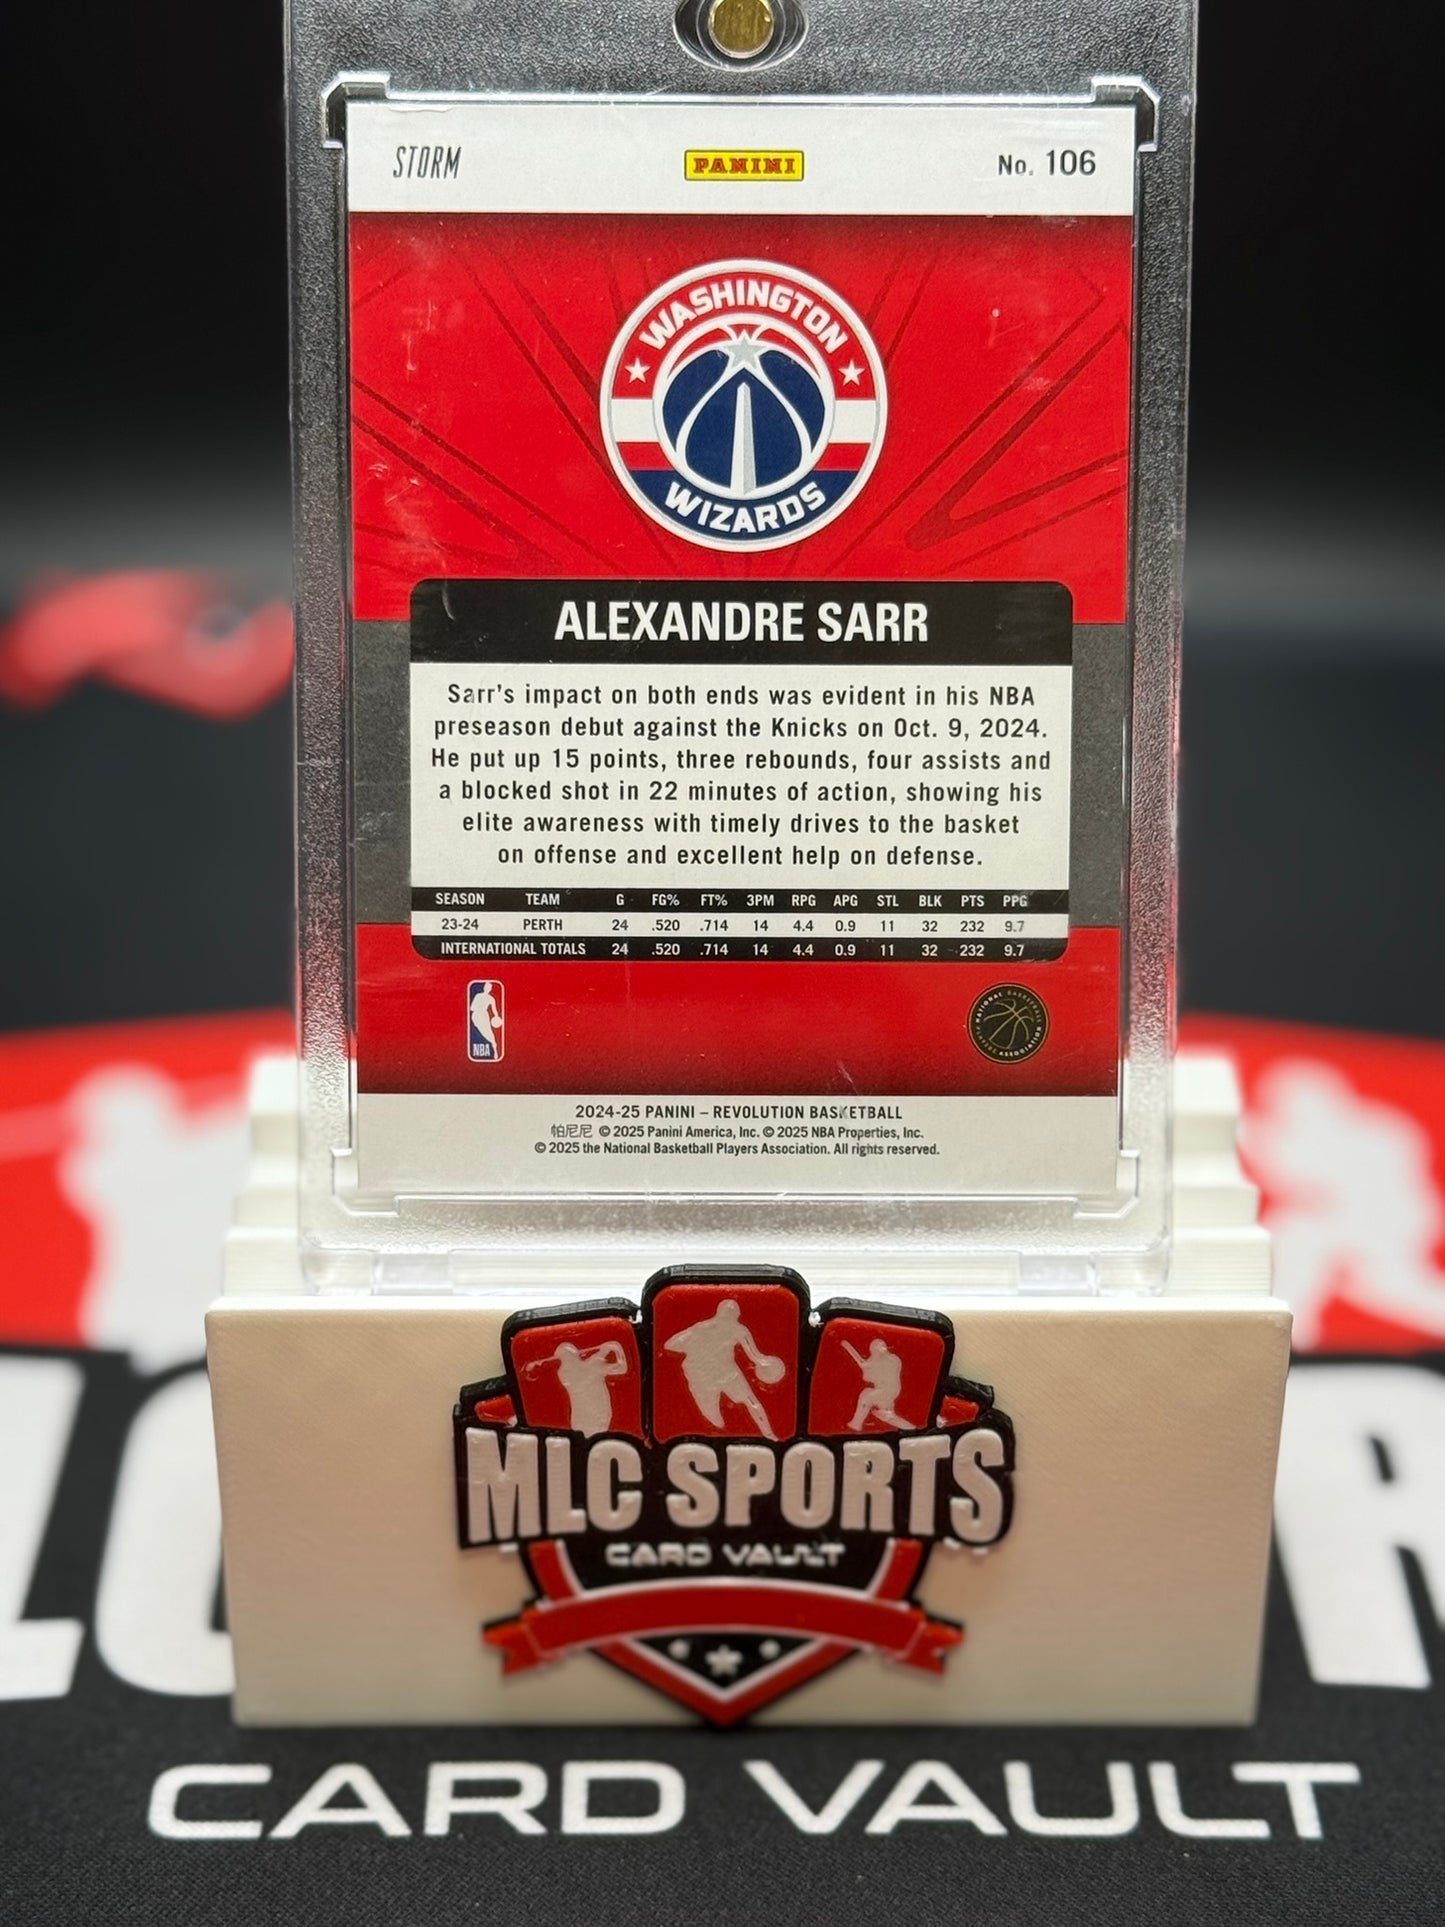 STORM PANINI No. 106
WASHINGTON
WIZARDS
ALEXANDRE SARR
Sarr's impact on both ends was evident in his NBA
preseason debut against the Knicks on Oct. 9, 2024.
He put up 15 points, three rebounds, four assists and
a blocked shot in 22 minutes of action, showing his
elite awareness with timely drives to the basket
on offense and excellent help on defense.
SEASON TEAM G FG% FT% 3PM RPG APG STL BLK PTS PPG
23-24 PERTH 24 .520 .714 14 4.4 0.9 11 32 232 9.7
INTERNATIONAL TOTALS 24 .520 .714 14 4.4 0.9 11 32 232 9.7
NBA
NATIONAL BASKETBALL
ASSOCIATION
2024-25 PANINI – REVOLUTION BASKETBALL
帕尼尼 © 2025 Panini America, Inc. © 2025 NBA Properties, Inc.
© 2025 the National Basketball Players Association. All rights reserved.
MLC SPORTS
CARD VAULT
CARD VAULT